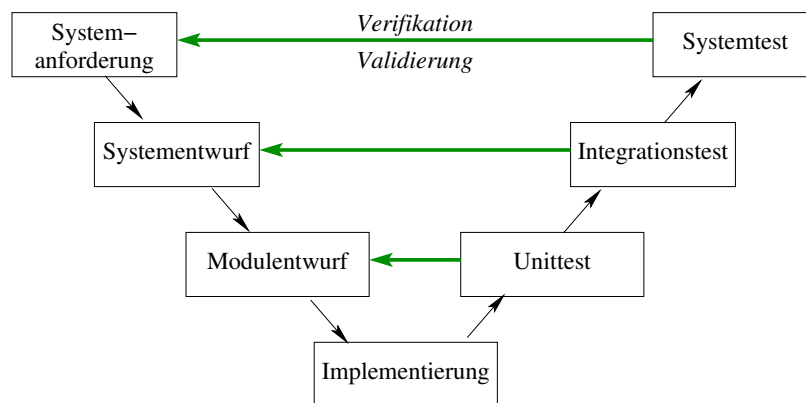 System−
anforderung
Verifikation
Validierung
Systemtest
Systementwurf
Integrationstest
Modulentwurf
Unittest
Implementierung